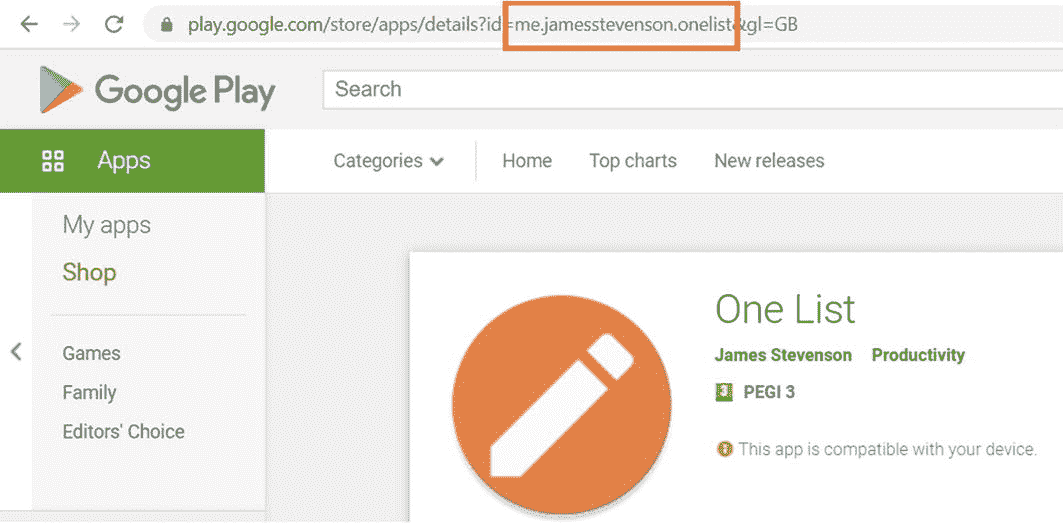 play.google.com/store/apps/details?id=me.jamesstevenson.onelist&gl=GB
Google Play
Search
Apps
Categories
Home
Top charts
New releases
My apps
Shop
Games
Family
Editors' Choice
One List
James Stevenson
Productivity
3
PEGI 3
This app is compatible with your device.